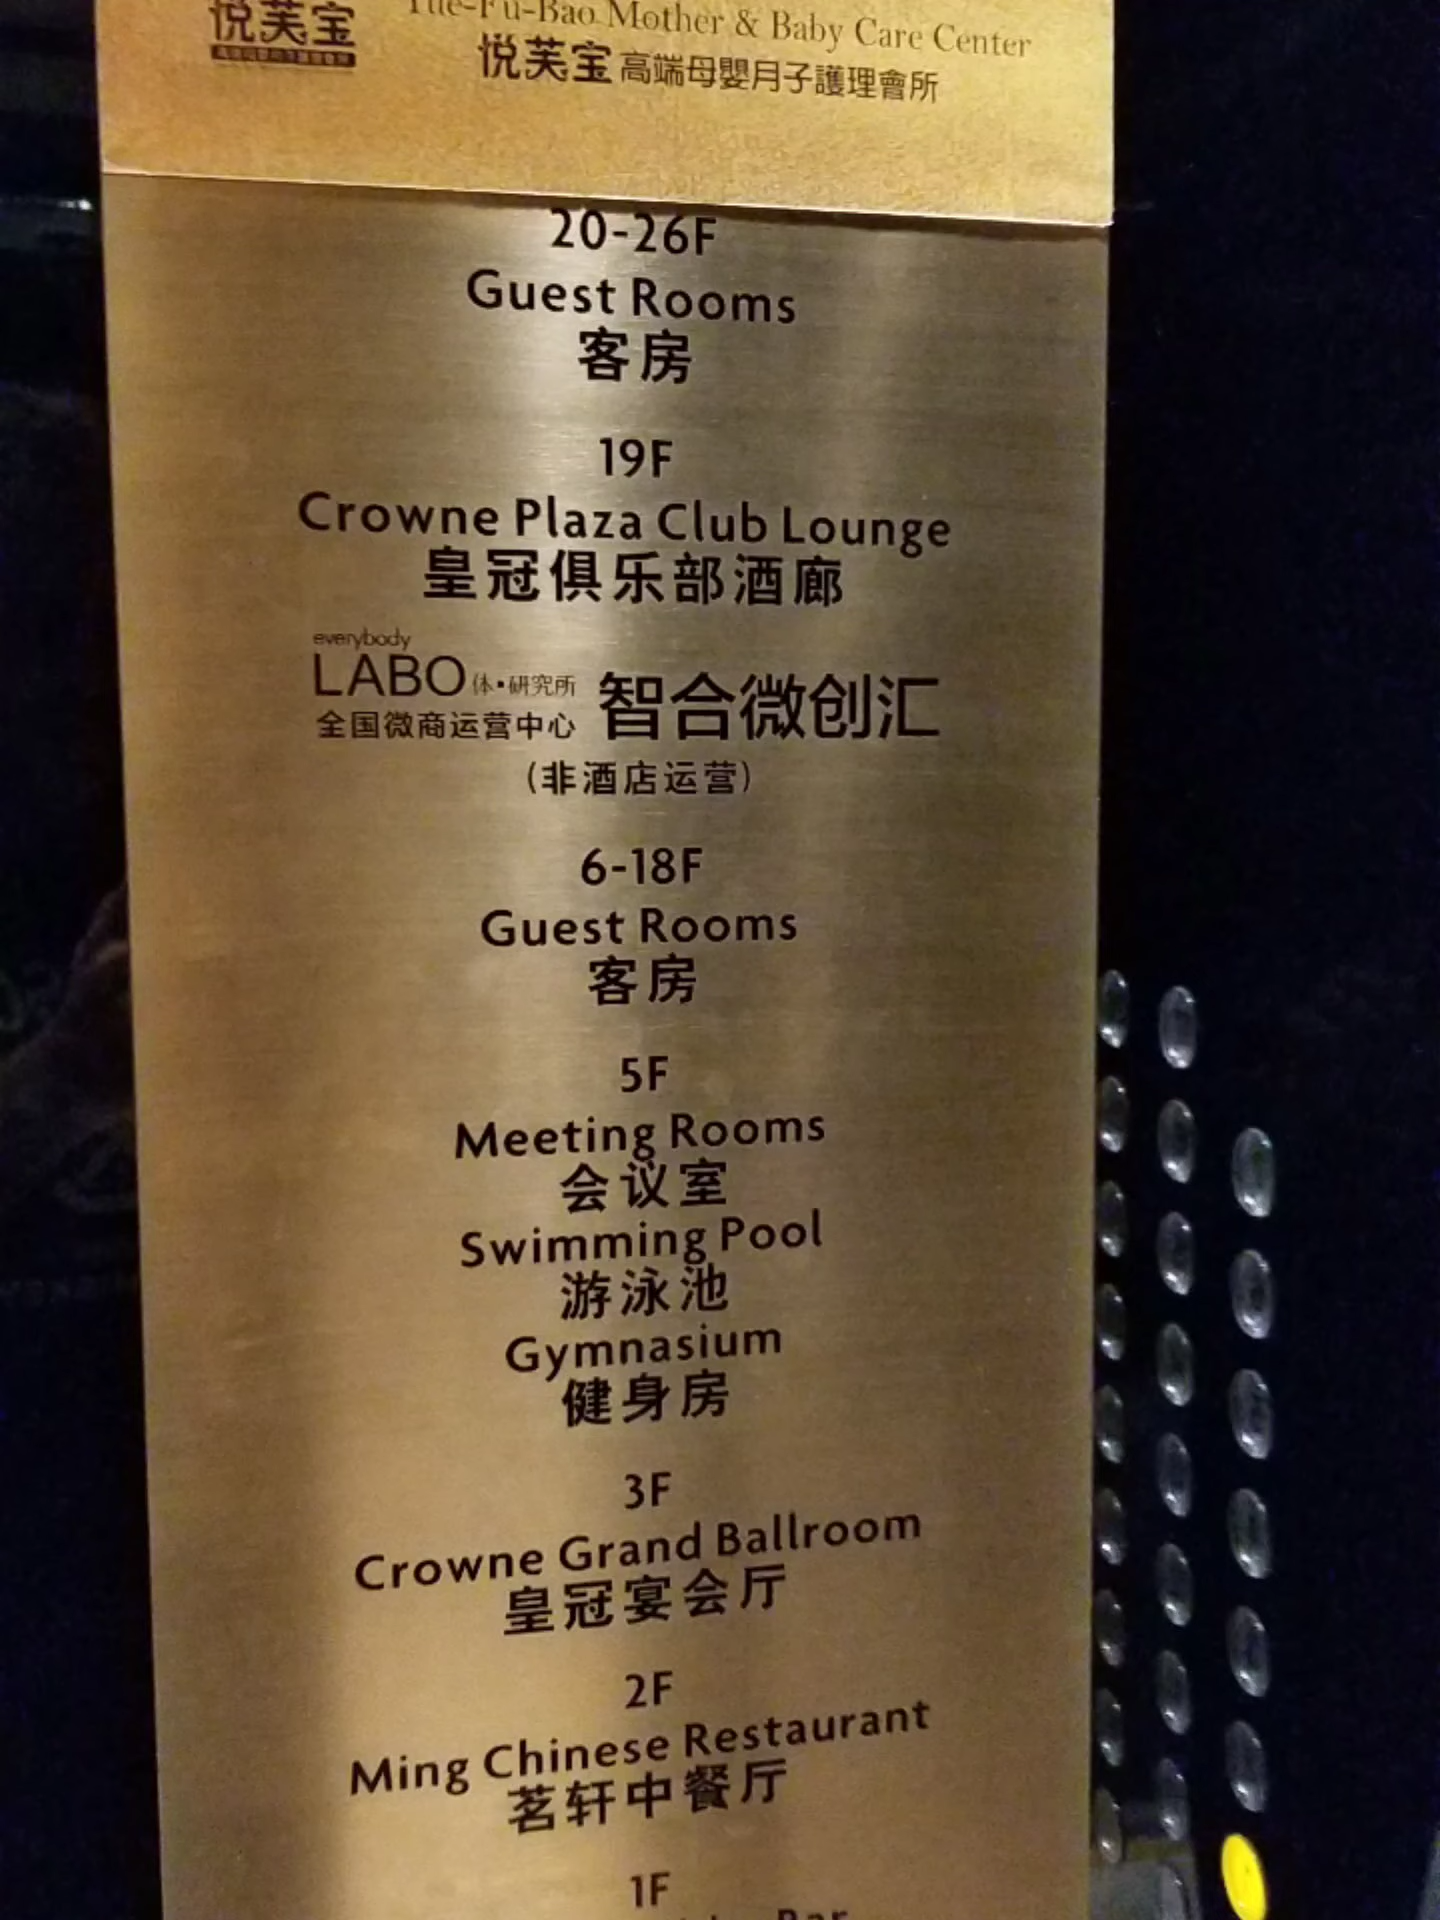 悦芙宝
Yue-Fu-Bao Mother & Baby Care Center
悦芙宝 高端母嬰月子護理會所
20-26F
Guest Rooms
客房
19F
Crowne Plaza Club Lounge
皇冠俱乐部酒廊
everybody
LABO 体·研究所
全国微商运营中心
智合微创汇
(非酒店运营)
6-18F
Guest Rooms
客房
5F
Meeting Rooms
会议室
Swimming Pool
游泳池
Gymnasium
健身房
3F
Crowne Grand Ballroom
皇冠宴会厅
2F
Ming Chinese Restaurant
茗轩中餐厅
1F
Bar